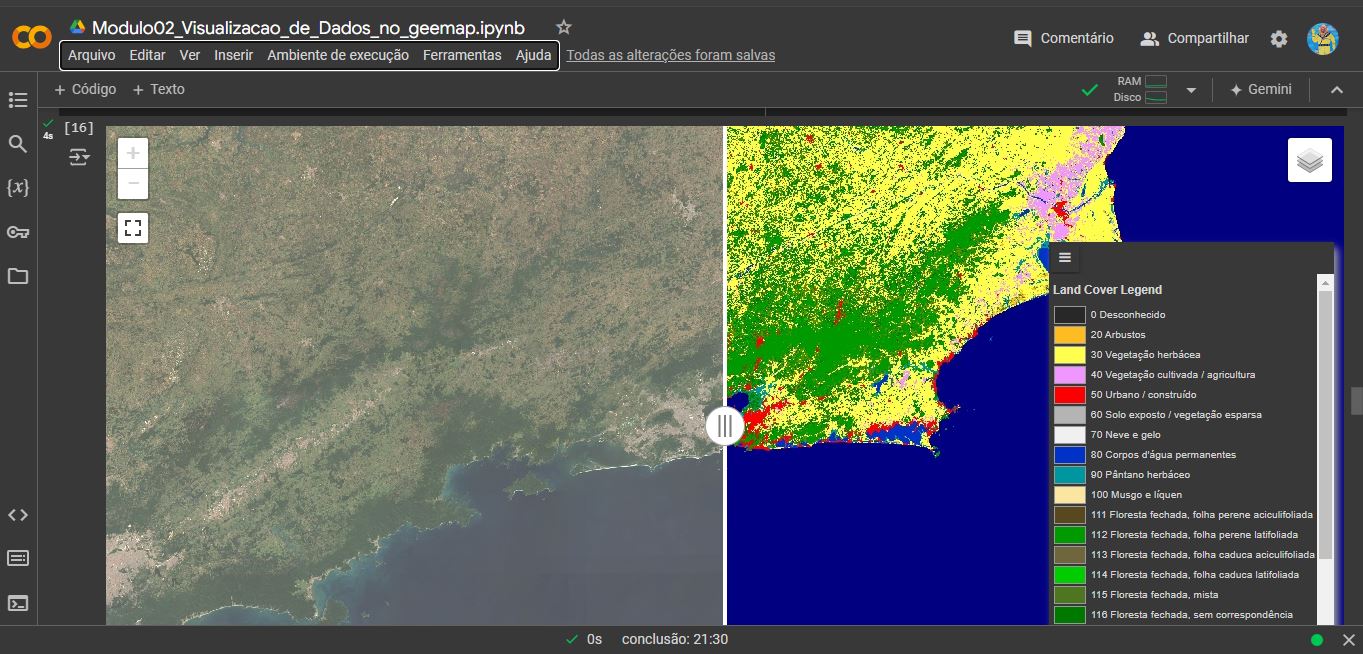 Modulo02_Visualizacao_de_Dados_no_geemap.ipynb
Arquivo Editar Ver Inserir Ambiente de execução Ferramentas Ajuda Todas as alterações foram salvas
Comentário Compartilhar
+ Código + Texto
RAM
Disco
Gemini
4s
[16]
{x}
+
−
Land Cover Legend
0 Desconhecido
20 Arbustos
30 Vegetação herbácea
40 Vegetação cultivada / agricultura
50 Urbano / construído
60 Solo exposto / vegetação esparsa
70 Neve e gelo
80 Corpos d'água permanentes
90 Pântano herbáceo
100 Musgo e líquen
111 Floresta fechada, folha perene aciculifoliada
112 Floresta fechada, folha perene latifoliada
113 Floresta fechada, folha caduca aciculifoliada
114 Floresta fechada, folha caduca latifoliada
115 Floresta fechada, mista
116 Floresta fechada, sem correspondência
0s conclusão: 21:30